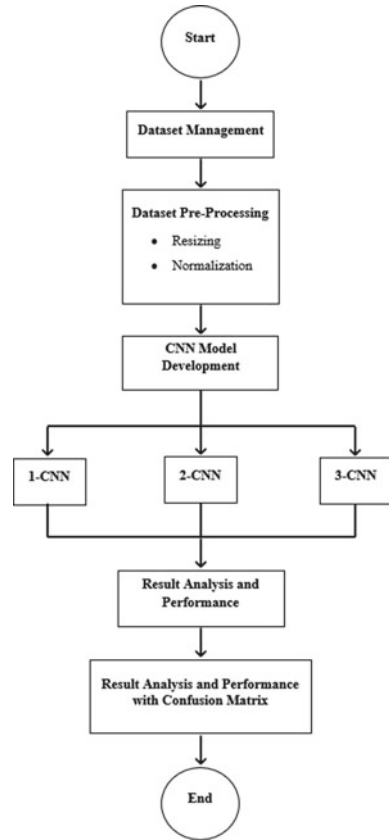 Start
Dataset Management
Dataset Pre-Processing
• Resizing
• Normalization
CNN Model
Development
1-CNN 2-CNN 3-CNN
Result Analysis and
Performance
Result Analysis and Performance
with Confusion Matrix
End